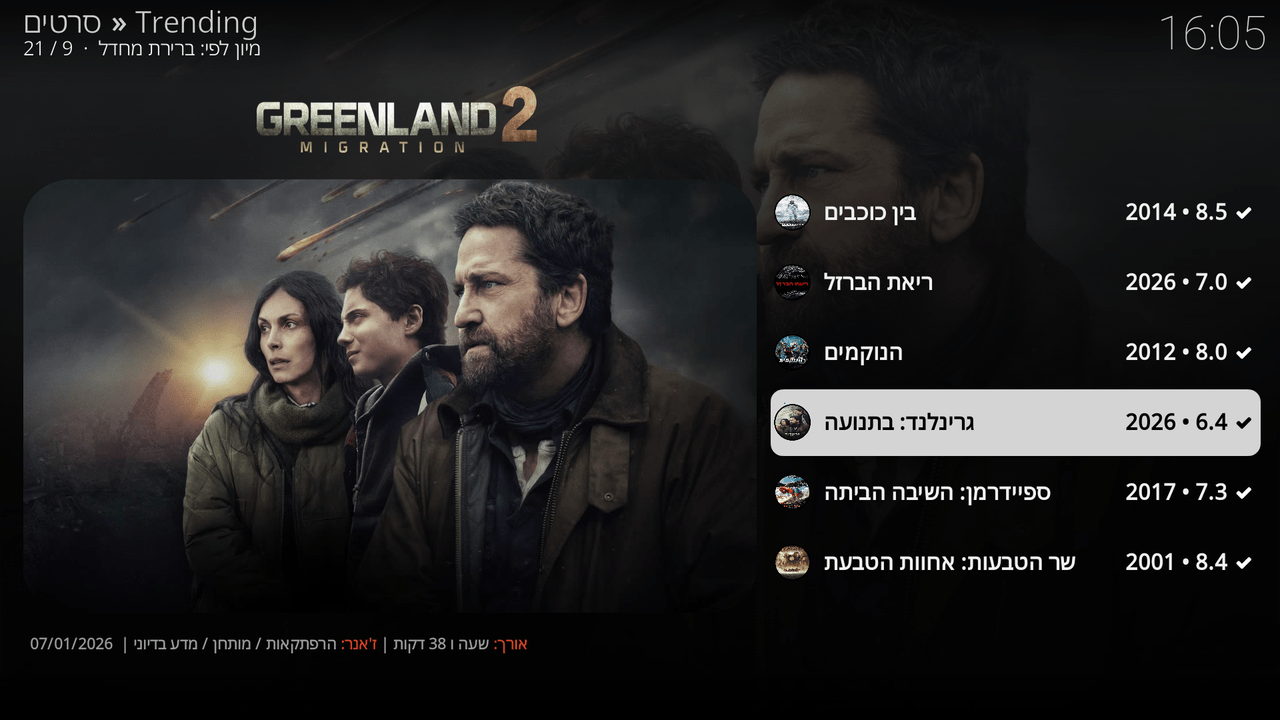 סרטים » Trending
מיון לפי: ברירת מחדל · 9 / 21
16:05
GREENLAND 2
MIGRATION
בין כוכבים 2014 • 8.5
ריאת הברזל 2026 • 7.0
הנוקמים 2012 • 8.0
גרינלנד: בתנועה 2026 • 6.4
ספיידרמן: השיבה הביתה 2017 • 7.3
שר הטבעות: אחוות הטבעת 2001 • 8.4
אורך: שעה ו 38 דקות | ז'אנר: הרפתקאות / מותחן / מדע בדיוני | 07/01/2026